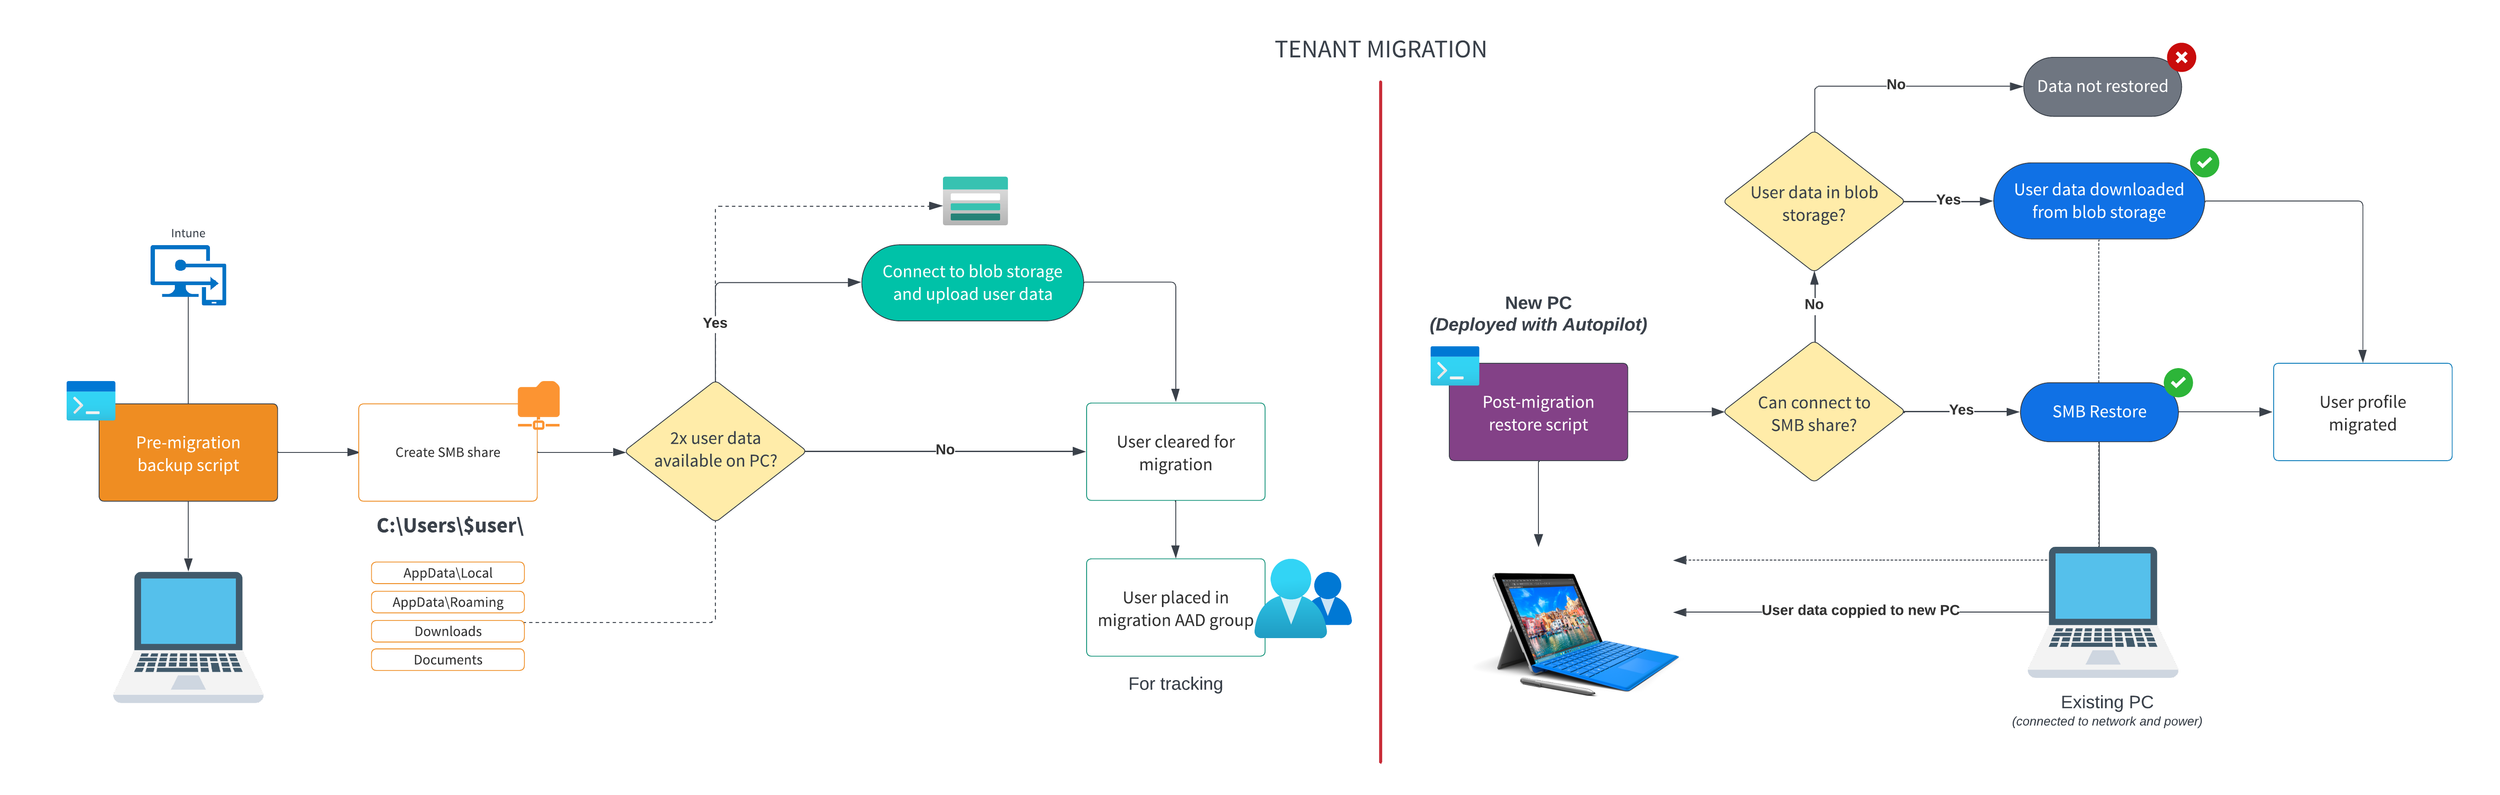 TENANT MIGRATION
Intune
Pre-migration
backup script
Create SMB share
C:\Users\$user\
AppData\Local
AppData\Roaming
Downloads
Documents
2x user data
available on PC?
Yes
No
Connect to blob storage
and upload user data
User cleared for
migration
User placed in
migration AAD group
For tracking
New PC
(Deployed with Autopilot)
Post-migration
restore script
Can connect to
SMB share?
No
Yes
User data in blob
storage?
No
Yes
Data not restored
User data downloaded
from blob storage
SMB Restore
User profile
migrated
User data coppied to new PC
Existing PC
(connected to network and power)